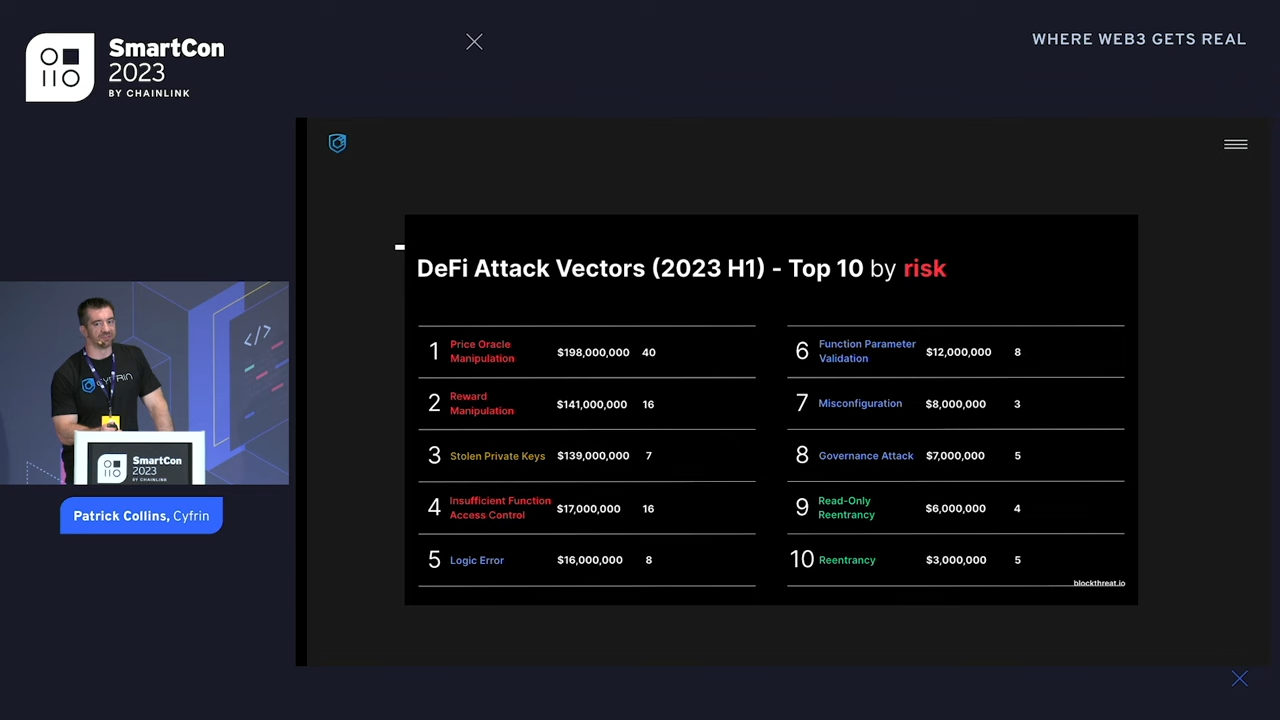 SmartCon
2023
BY CHAINLINK
WHERE WEB3 GETS REAL
DeFi Attack Vectors (2023 H1) - Top 10 by risk
1 Price Oracle
Manipulation $198,000,000 40
2 Reward
Manipulation $141,000,000 16
3 Stolen Private Keys $139,000,000 7
4 Insufficient Function
Access Control $17,000,000 16
5 Logic Error $16,000,000 8
6 Function Parameter
Validation $12,000,000 8
7 Misconfiguration $8,000,000 3
8 Governance Attack $7,000,000 5
9 Read-Only
Reentrancy $6,000,000 4
10 Reentrancy $3,000,000 5
blockthreat.io
</>
CYFRIN
SmartCon
2023
BY CHAINLINK
Patrick Collins, Cyfrin